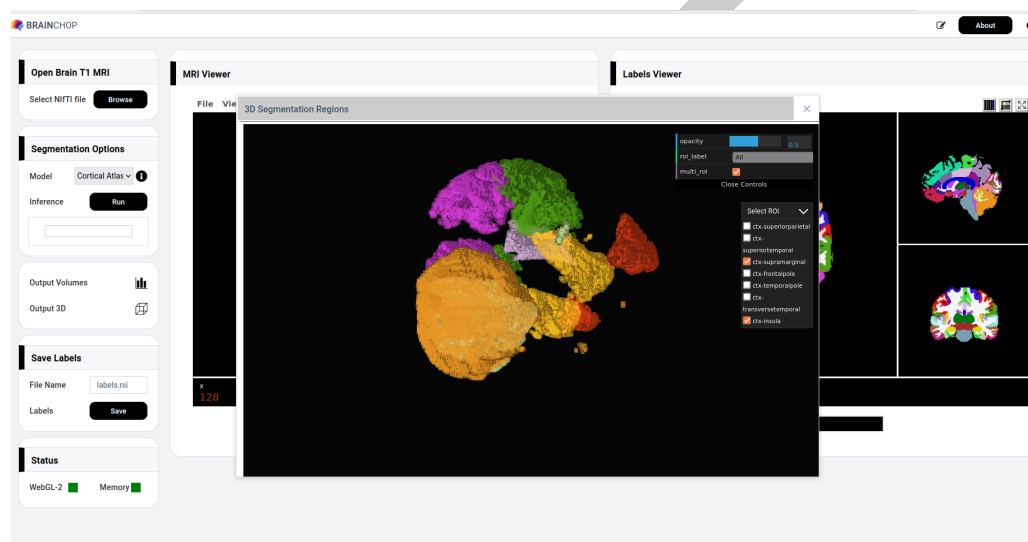 BRAINCHOP
About
Open Brain T1 MRI
Select NIfTI file
Browse
Segmentation Options
Model
Cortical Atlas
Inference
Run
Output Volumes
Output 3D
Save Labels
File Name
labels.nii
Labels
Save
Status
WebGL-2
Memory
MRI Viewer
File Vie
x
128
3D Segmentation Regions
×
opacity
0.5
roi_label
All
multi_roi
Close Controls
Select ROI
ctx-superiorparietal
ctx-
superiortemporal
ctx-supramarginal
ctx-frontalpole
ctx-temporalpole
ctx-
transversetemporal
ctx-insula
Labels Viewer